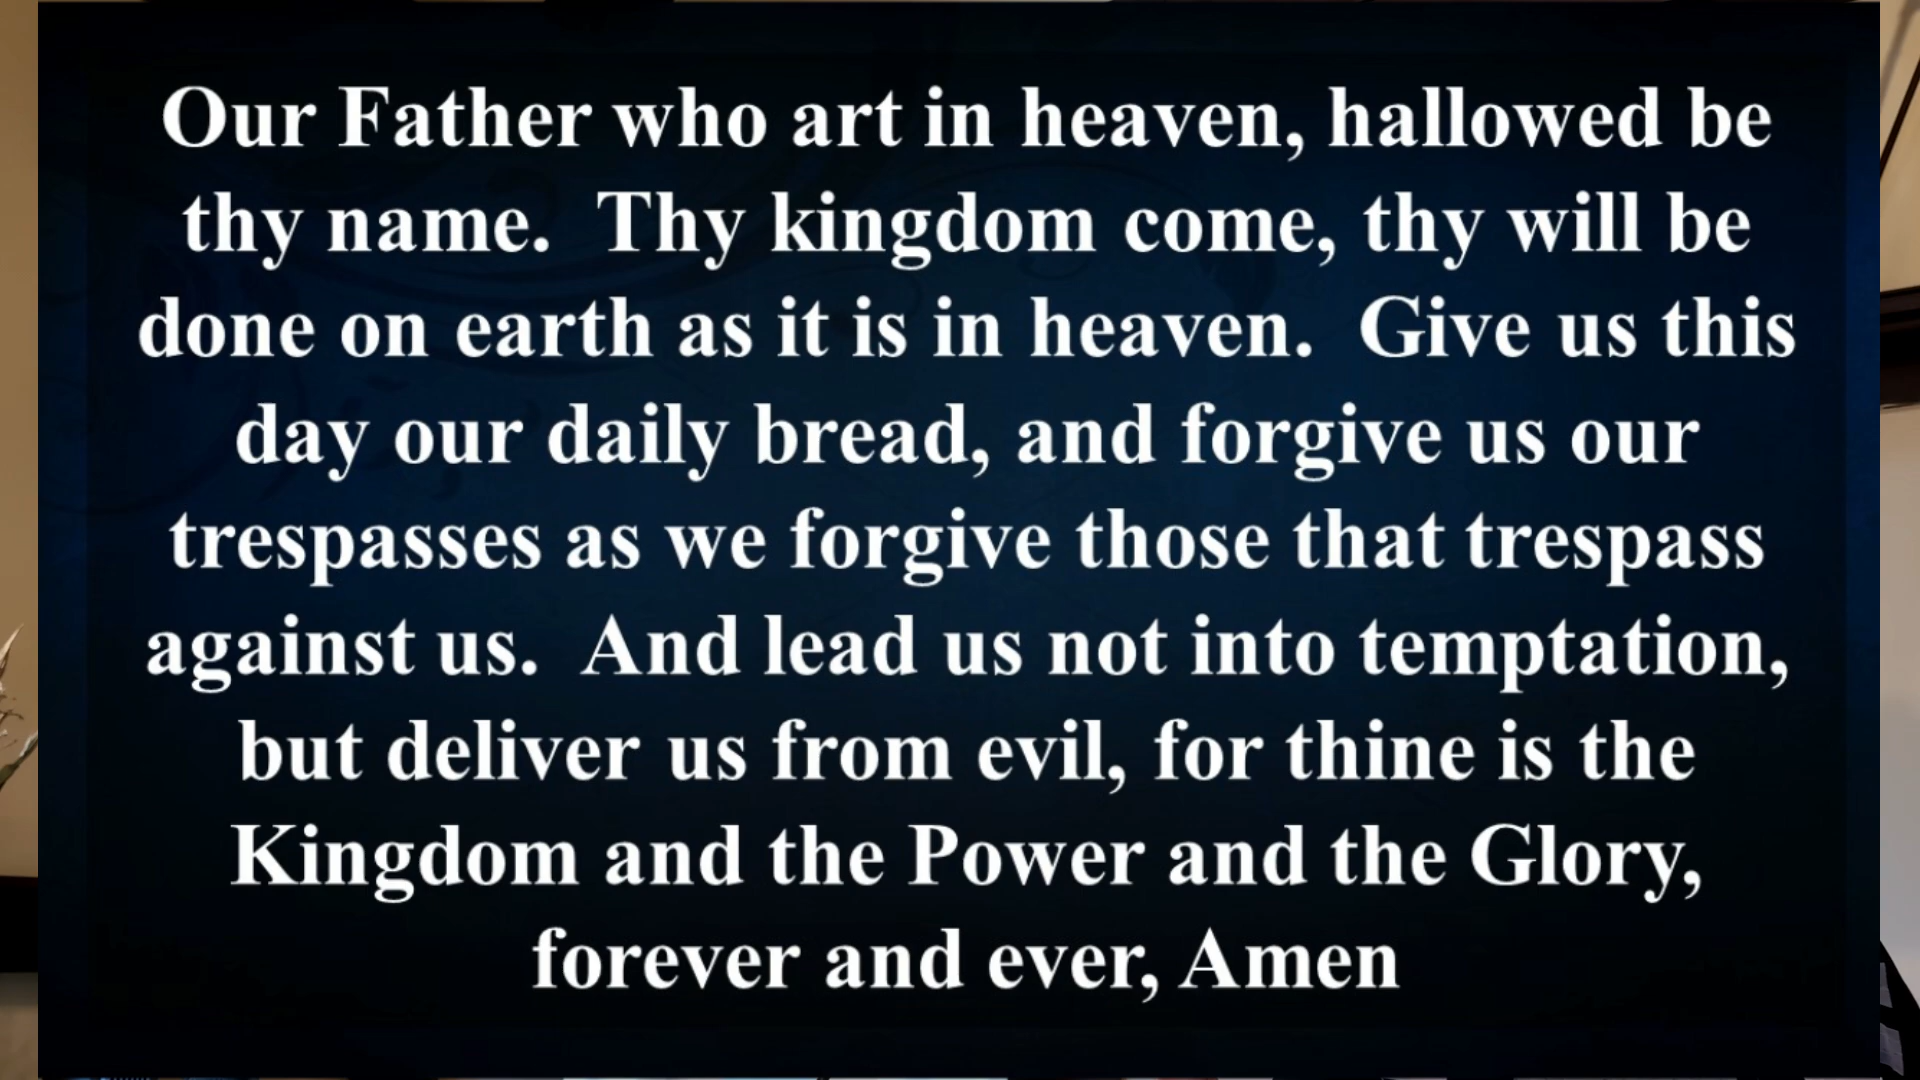 Our Father who art in heaven, hallowed be
thy name.  Thy kingdom come, thy will be
done on earth as it is in heaven.  Give us this
day our daily bread, and forgive us our
trespasses as we forgive those that trespass
against us.  And lead us not into temptation,
but deliver us from evil, for thine is the
Kingdom and the Power and the Glory,
forever and ever, Amen